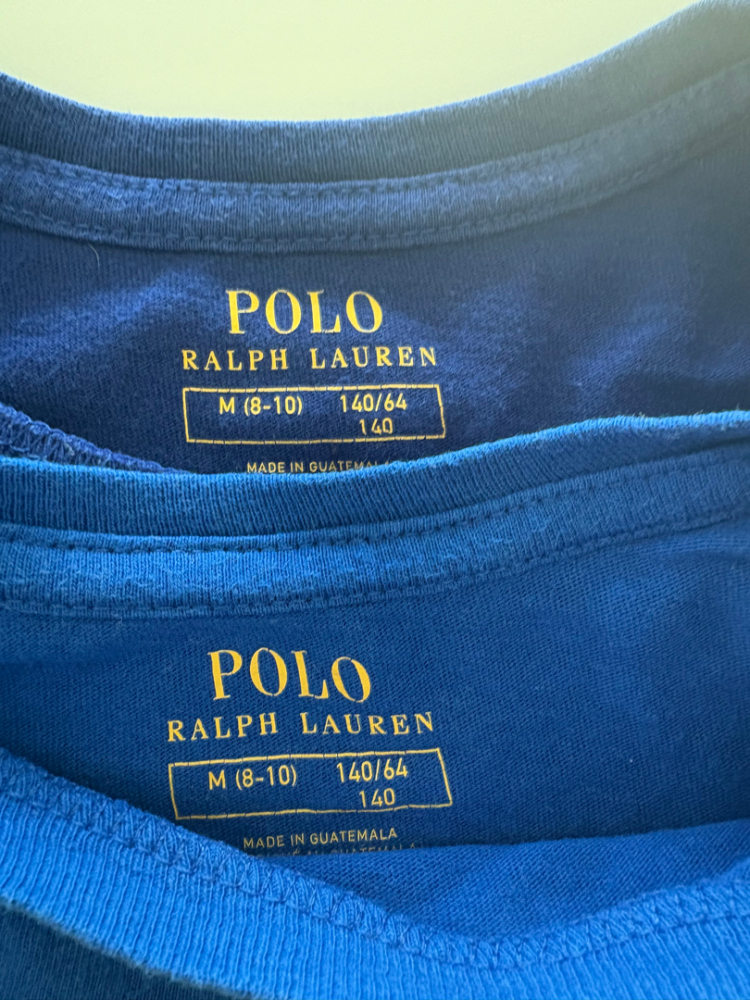 POLO
RALPH LAUREN
M (8-10) 140/64
140
MADE IN GUATEMALA
POLO
RALPH LAUREN
M (8-10) 140/64
140
MADE IN GUATEMALA